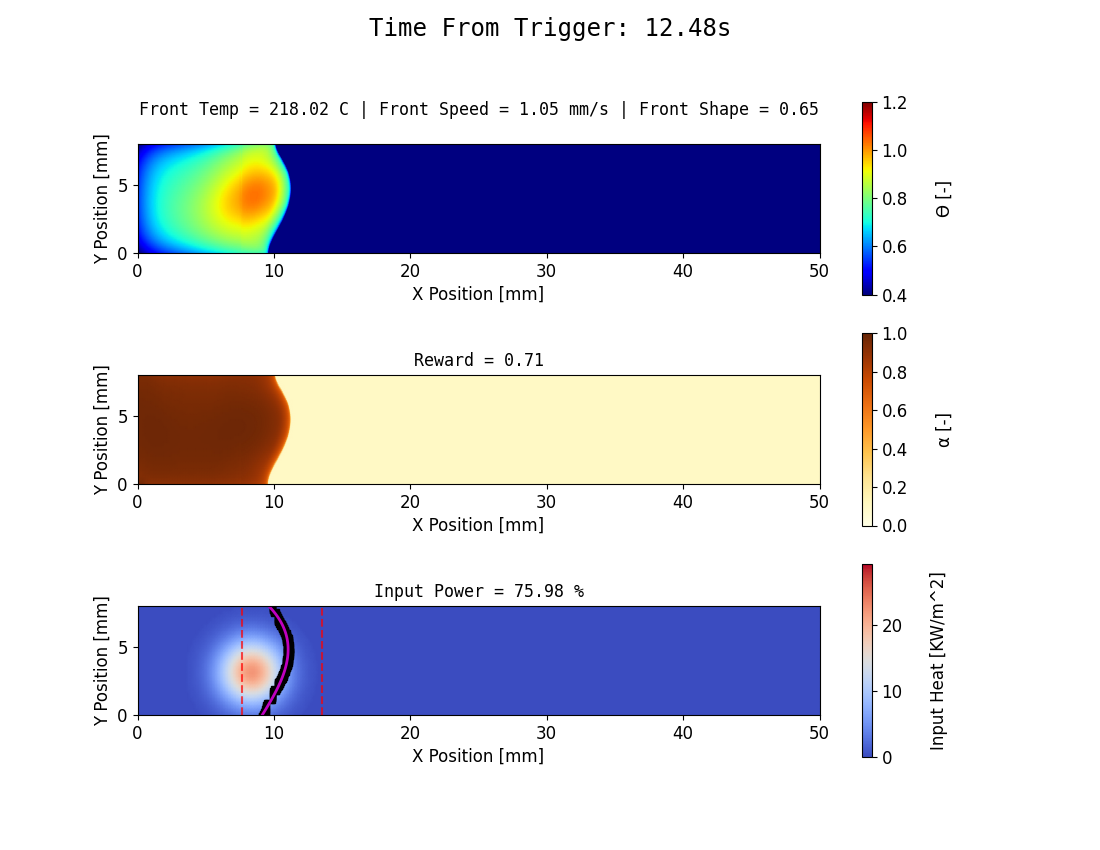 Time From Trigger: 12.48s
Front Temp = 218.02 C | Front Speed = 1.05 mm/s | Front Shape = 0.65
Y Position [mm]
5
0
0 10 20 30 40 50
X Position [mm]
1.2
1.0
0.8
0.6
0.4
Θ [-]
Reward = 0.71
Y Position [mm]
5
0
0 10 20 30 40 50
X Position [mm]
1.0
0.8
0.6
0.4
0.2
0.0
α [-]
Input Power = 75.98 %
Y Position [mm]
5
0
0 10 20 30 40 50
X Position [mm]
20
10
0
Input Heat [KW/m^2]